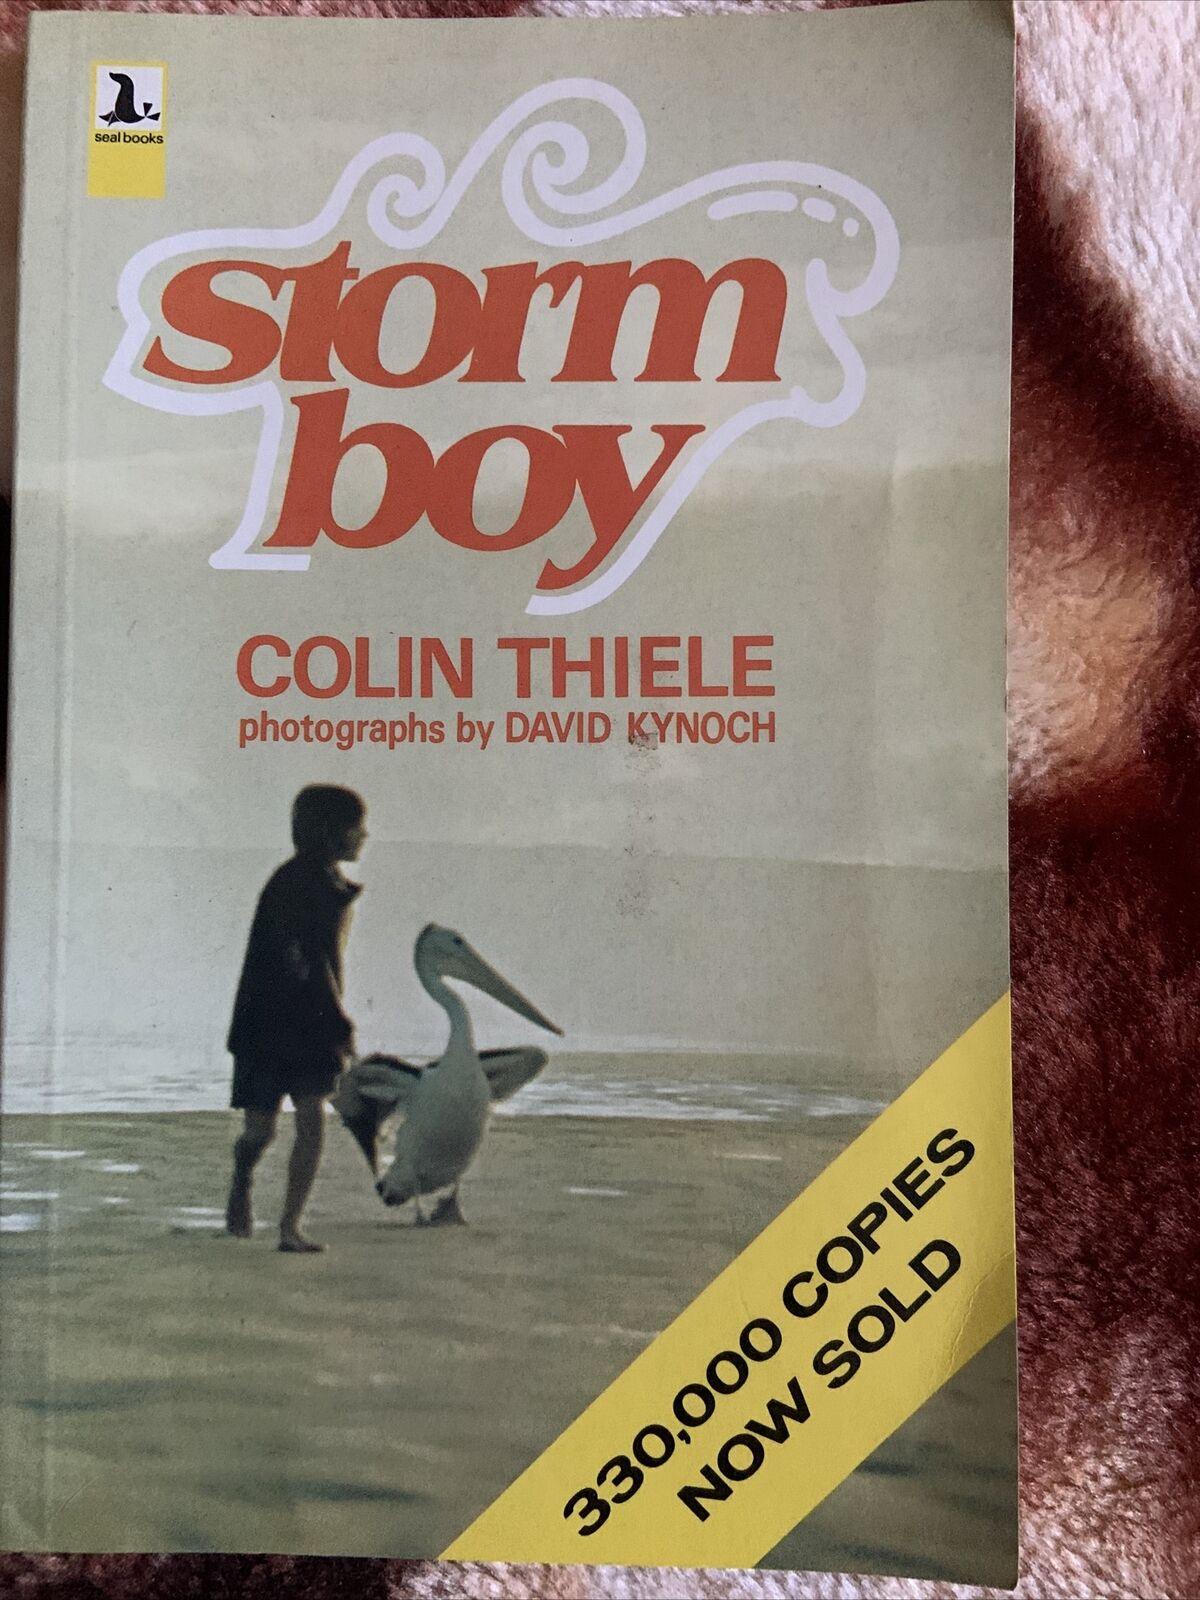 seal books
storm
boy
COLIN THIELE
photographs by DAVID KYNOCH
330,000 COPIES
NOW SOLD